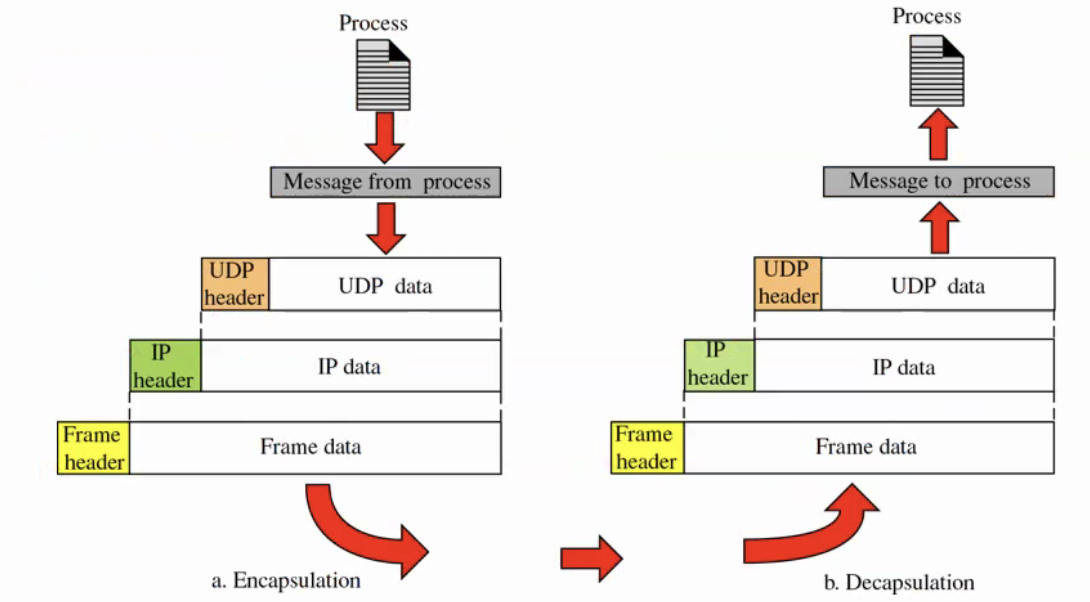 Process
Message from process
UDP
header
UDP data
IP
header
IP data
Frame
header
Frame data
a. Encapsulation
Process
Message to process
UDP
header
UDP data
IP
header
IP data
Frame
header
Frame data
b. Decapsulation